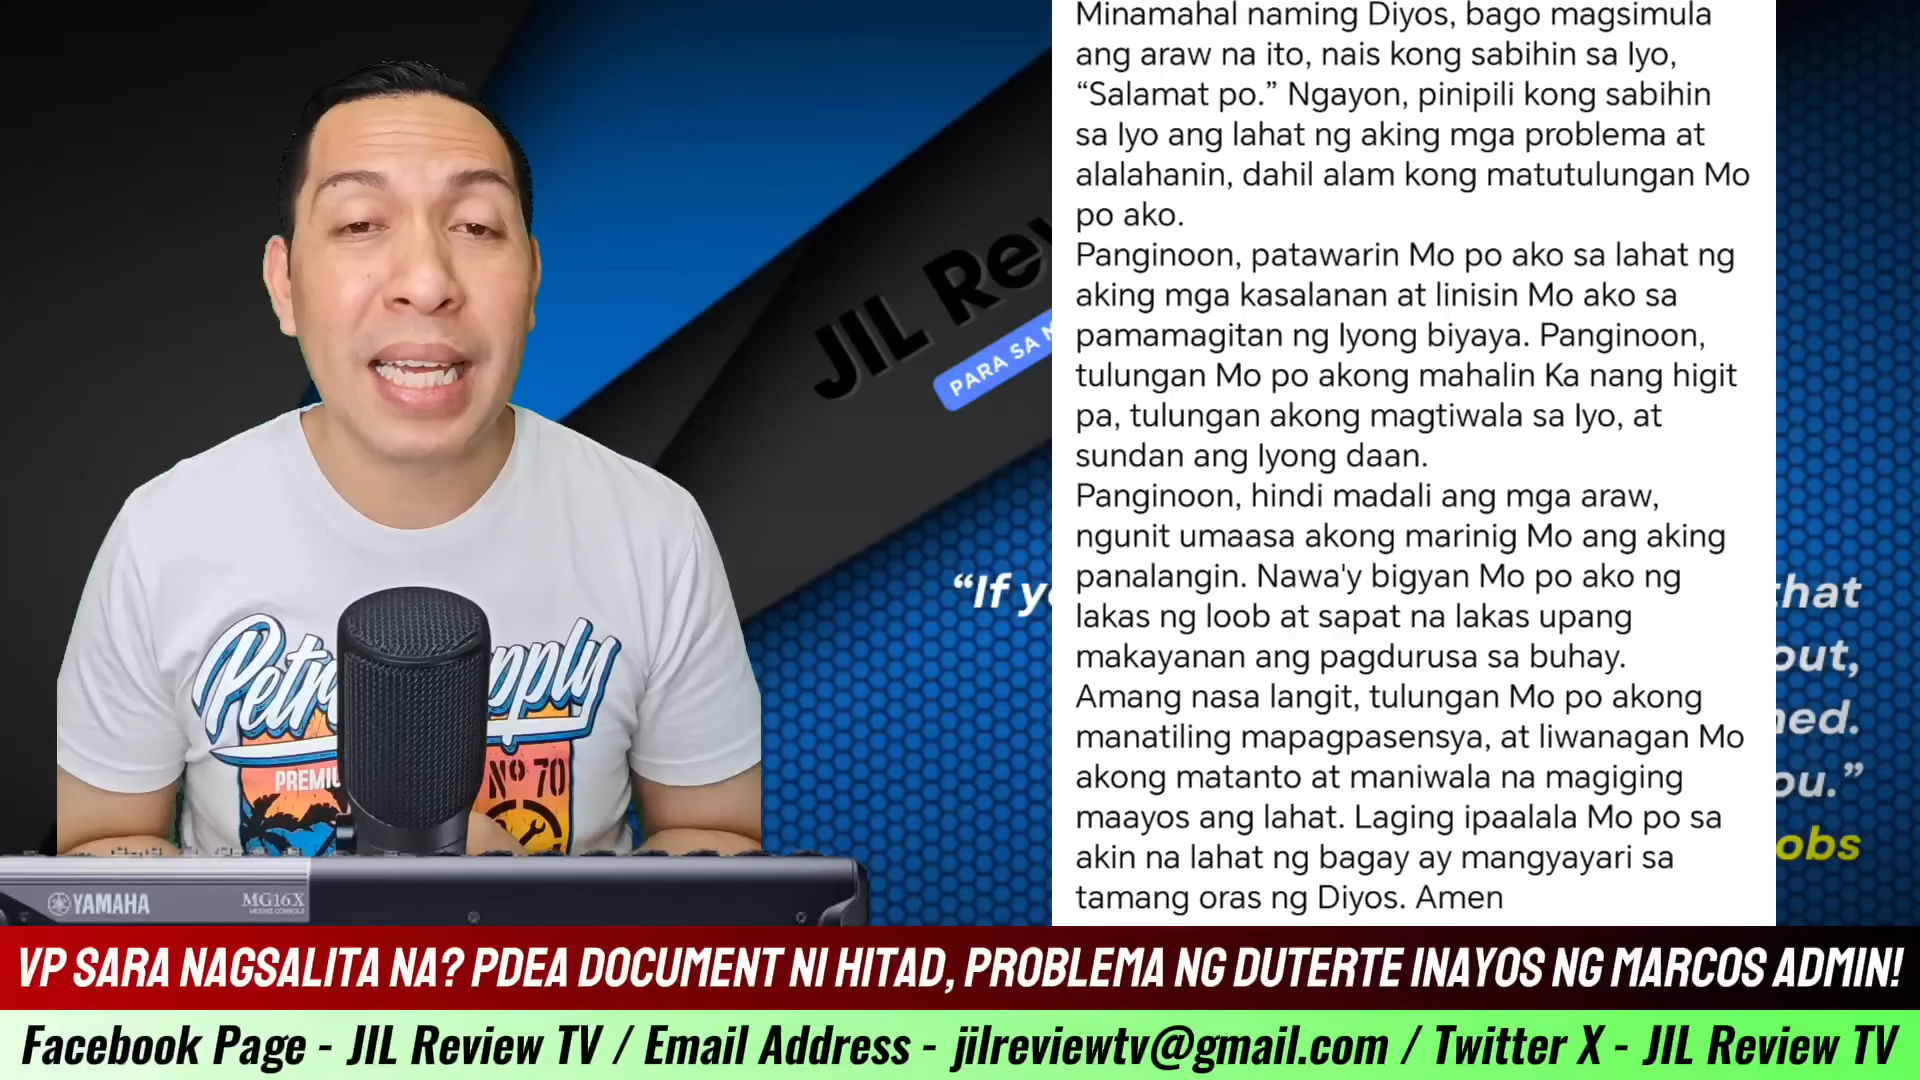 Minamahal naming Diyos, bago magsimula
ang araw na ito, nais kong sabihin sa Iyo,
“Salamat po.” Ngayon, pinipili kong sabihin
sa Iyo ang lahat ng aking mga problema at
alalahanin, dahil alam kong matutulungan Mo
po ako.
Panginoon, patawarin Mo po ako sa lahat ng
aking mga kasalanan at linisin Mo ako sa
pamamagitan ng Iyong biyaya. Panginoon,
tulungan Mo po akong mahalin Ka nang higit
pa, tulungan akong magtiwala sa Iyo, at
sundan ang Iyong daan.
Panginoon, hindi madali ang mga araw,
ngunit umaasa akong marinig Mo ang aking
panalangin. Nawa'y bigyan Mo po ako ng
lakas ng loob at sapat na lakas upang
makayanan ang pagdurusa sa buhay.
Amang nasa langit, tulungan Mo po akong
manatiling mapagpasensya, at liwanagan Mo
akong matanto at maniwala na magiging
maayos ang lahat. Laging ipaalala Mo po sa
akin na lahat ng bagay ay mangyayari sa
tamang oras ng Diyos. Amen
JIL Rev
PARA SA
“If y
that
out,
ned.
ou.”
obs
Petr pply
PREMIU
Nº 70
YAMAHA
MG16X
MIXING CONSOLE
VP SARA NAGSALITA NA? PDEA DOCUMENT NI HITAD, PROBLEMA NG DUTERTE INAYOS NG MARCOS ADMIN!
Facebook Page - JIL Review TV / Email Address - jilreviewtv@gmail.com / Twitter X - JIL Review TV